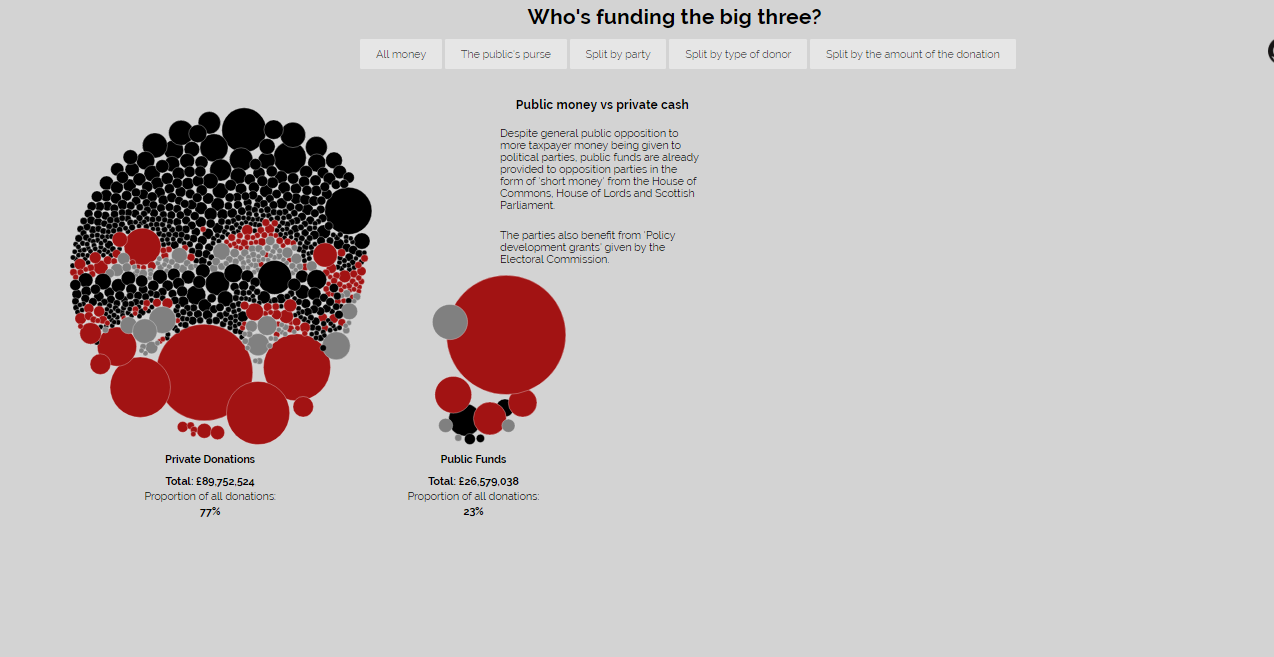 Who's funding the big three?
All money
The public's purse
Split by party
Split by type of donor
Split by the amount of the donation
Public money vs private cash
Despite general public opposition to
more taxpayer money being given to
political parties, public funds are already
provided to opposition parties in the
form of 'short money' from the House of
Commons, House of Lords and Scottish
Parliament.
The parties also benefit from 'Policy
development grants' given by the
Electoral Commission.
Private Donations
Total: £89,752,524
Proportion of all donations:
77%
Public Funds
Total: £26,579,038
Proportion of all donations:
23%